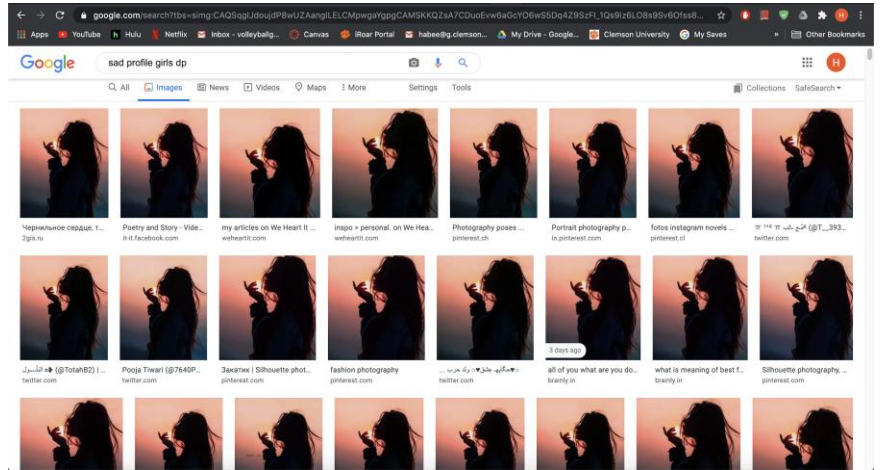 google.com/search?tbs=simg:
Apps YouTube Hulu Netflix Inbox - volleyballg... Canvas iRoar Portal habee@g.clemson... My Drive - Google... Clemson University My Saves » Other Bookmarks
Google sad profile girls dp H
All Images News Videos Maps More Settings Tools Collections SafeSearch
Чернильное сердце, т... Poetry and Story - Vide... my articles on We Heart It ... inspo > personal. on We Hea... Photography poses ... Portrait photography p... fotos instagram novels ... (@T__393...
2gis.ru it-it.facebook.com weheartit.com weheartit.com pinterest.ch in.pinterest.com pinterest.cl twitter.com
3 days ago
(@TotahB2) | ... Pooja Tiwari (@7640P... Закатик | Silhouette phot... fashion photography all of you what are you do... what is meaning of best f... Silhouette photography, ...
twitter.com twitter.com pinterest.com pinterest.com twitter.com brainly.in brainly.in pinterest.com